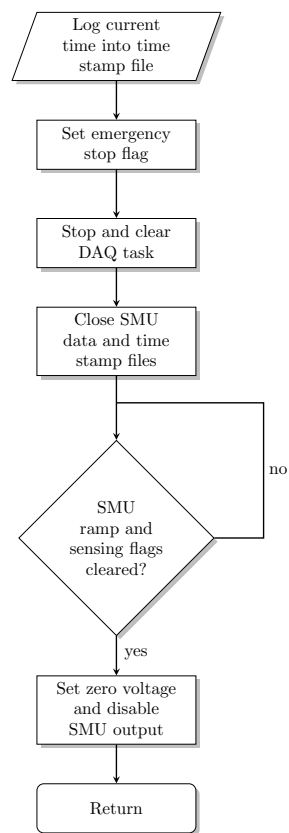 Log current
time into time
stamp file
Set emergency
stop flag
Stop and clear
DAQ task
Close SMU
data and time
stamp files
no
SMU
ramp and
sensing flags
cleared?
yes
Set zero voltage
and disable
SMU output
Return